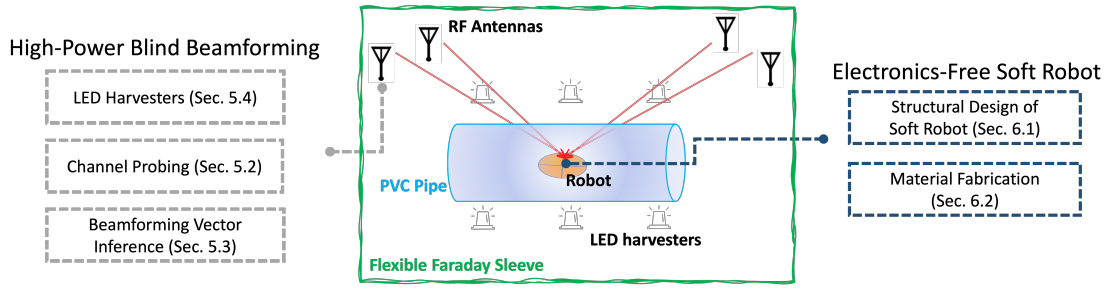 High-Power Blind Beamforming
LED Harvesters (Sec. 5.4)
Channel Probing (Sec. 5.2)
Beamforming Vector
Inference (Sec. 5.3)
RF Antennas
PVC Pipe
Robot
LED harvesters
Flexible Faraday Sleeve
Electronics-Free Soft Robot
Structural Design of
Soft Robot (Sec. 6.1)
Material Fabrication
(Sec. 6.2)